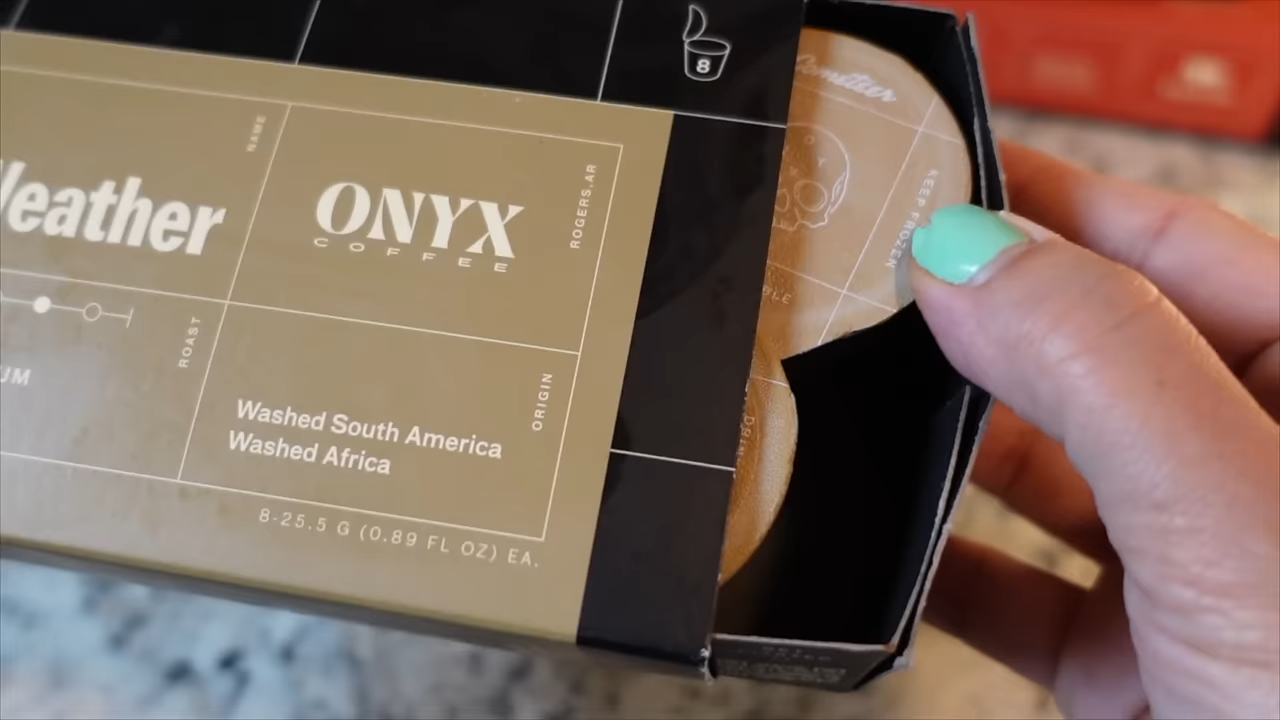 8
NAME
Weather
ONYX
COFFEE
ROGERS, AR
ROAST
UM
Washed South America
Washed Africa
ORIGIN
8-25.5 G (0.89 FL OZ) EA.
Cometeer
KEEP FROZEN